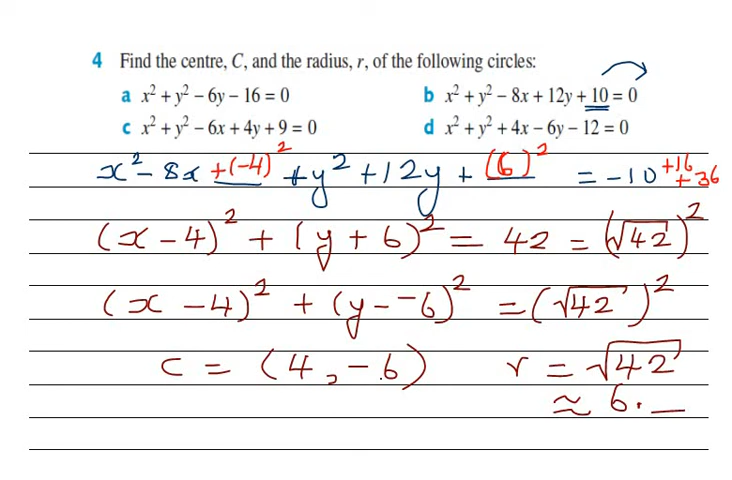 4 Find the centre, C, and the radius, r, of the following circles:
a x² + y² − 6y − 16 = 0 b x² + y² − 8x + 12y + 10 = 0
c x² + y² − 6x + 4y + 9 = 0 d x² + y² + 4x − 6y − 12 = 0
x² − 8x + (−4)² + y² + 12y + (6)² = −10 + 16 + 36
(x − 4)² + (y + 6)² = 42 = (√42)²
(x − 4)² + (y − −6)² = (√42)²
C = (4, −6) r = √42
≈ 6._